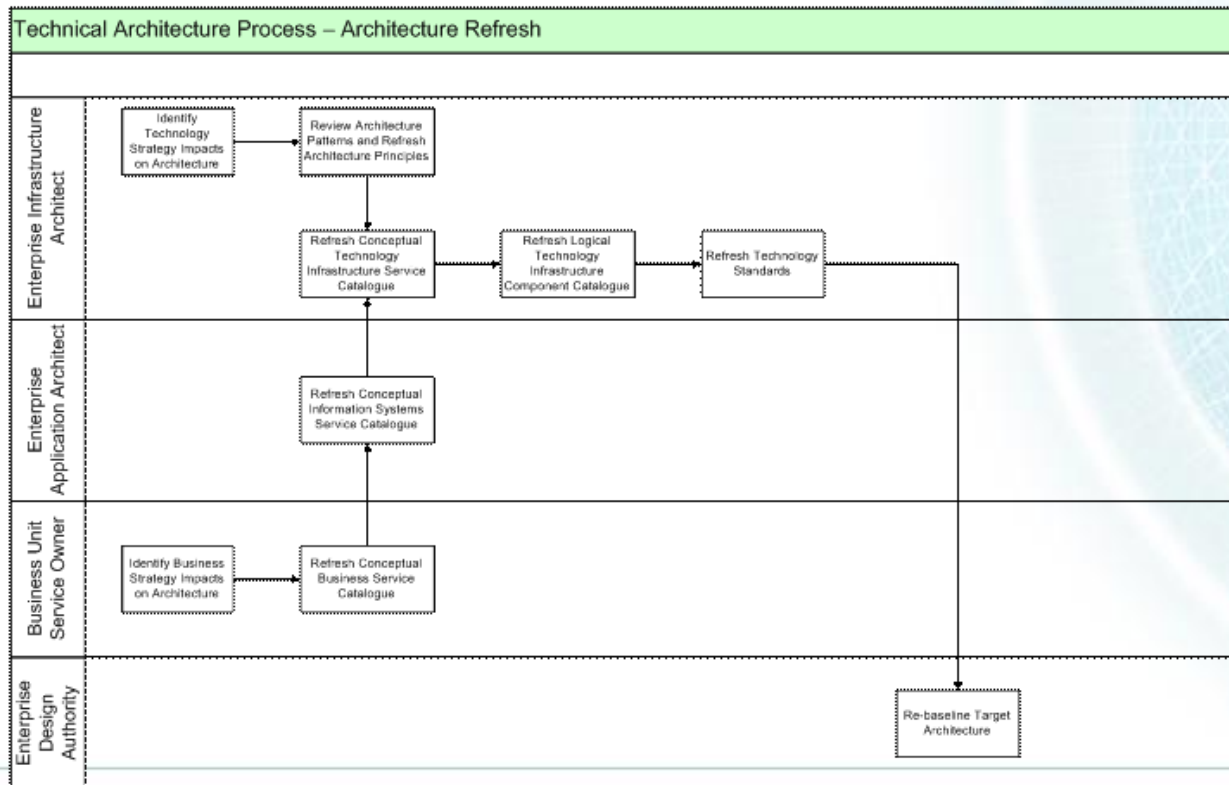 Technical Architecture Process – Architecture Refresh
Enterprise Infrastructure
Architect
Identify
Technology
Strategy Impacts
on Architecture
Review Architecture
Patterns and Refresh
Architecture Principles
Refresh Conceptual
Technology
Infrastructure Service
Catalogue
Refresh Logical
Technology
Infrastructure
Component Catalogue
Refresh Technology
Standards
Enterprise
Application Architect
Refresh Conceptual
Information Systems
Service Catalogue
Business Unit
Service Owner
Identify Business
Strategy Impacts
on Architecture
Refresh Conceptual
Business Service
Catalogue
Enterprise
Design
Authority
Re-baseline Target
Architecture